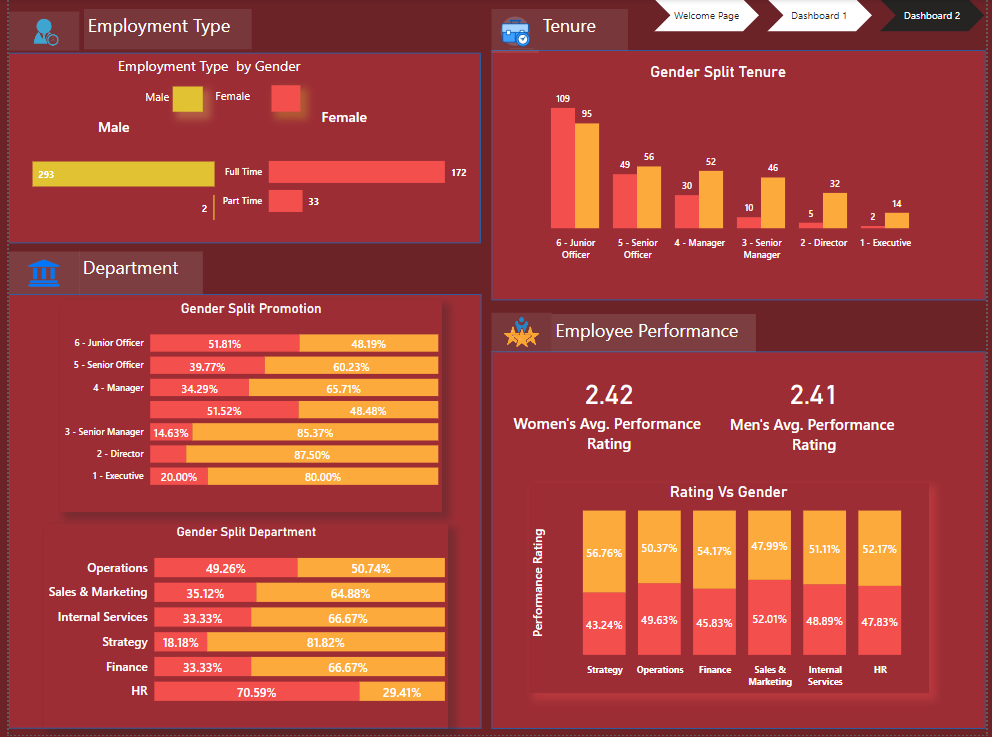 Welcome Page
Dashboard 1
Dashboard 2
Employment Type
Employment Type by Gender
Male
Female
Male
Female
293
Full Time
172
2
Part Time
33
Department
Gender Split Promotion
6 - Junior Officer
51.81%
48.19%
5 - Senior Officer
39.77%
60.23%
4 - Manager
34.29%
65.71%
51.52%
48.48%
3 - Senior Manager
14.63%
85.37%
2 - Director
87.50%
1 - Executive
20.00%
80.00%
Gender Split Department
Operations
49.26%
50.74%
Sales & Marketing
35.12%
64.88%
Internal Services
33.33%
66.67%
Strategy
18.18%
81.82%
Finance
33.33%
66.67%
HR
70.59%
29.41%
Tenure
Gender Split Tenure
109
95
49
56
30
52
10
46
5
32
2
14
6 - Junior
Officer
5 - Senior
Officer
4 - Manager
3 - Senior
Manager
2 - Director
1 - Executive
Employee Performance
2.42
Women's Avg. Performance
Rating
2.41
Men's Avg. Performance
Rating
Rating Vs Gender
Performance Rating
56.76%
50.37%
54.17%
47.99%
51.11%
52.17%
43.24%
49.63%
45.83%
52.01%
48.89%
47.83%
Strategy
Operations
Finance
Sales &
Marketing
Internal
Services
HR